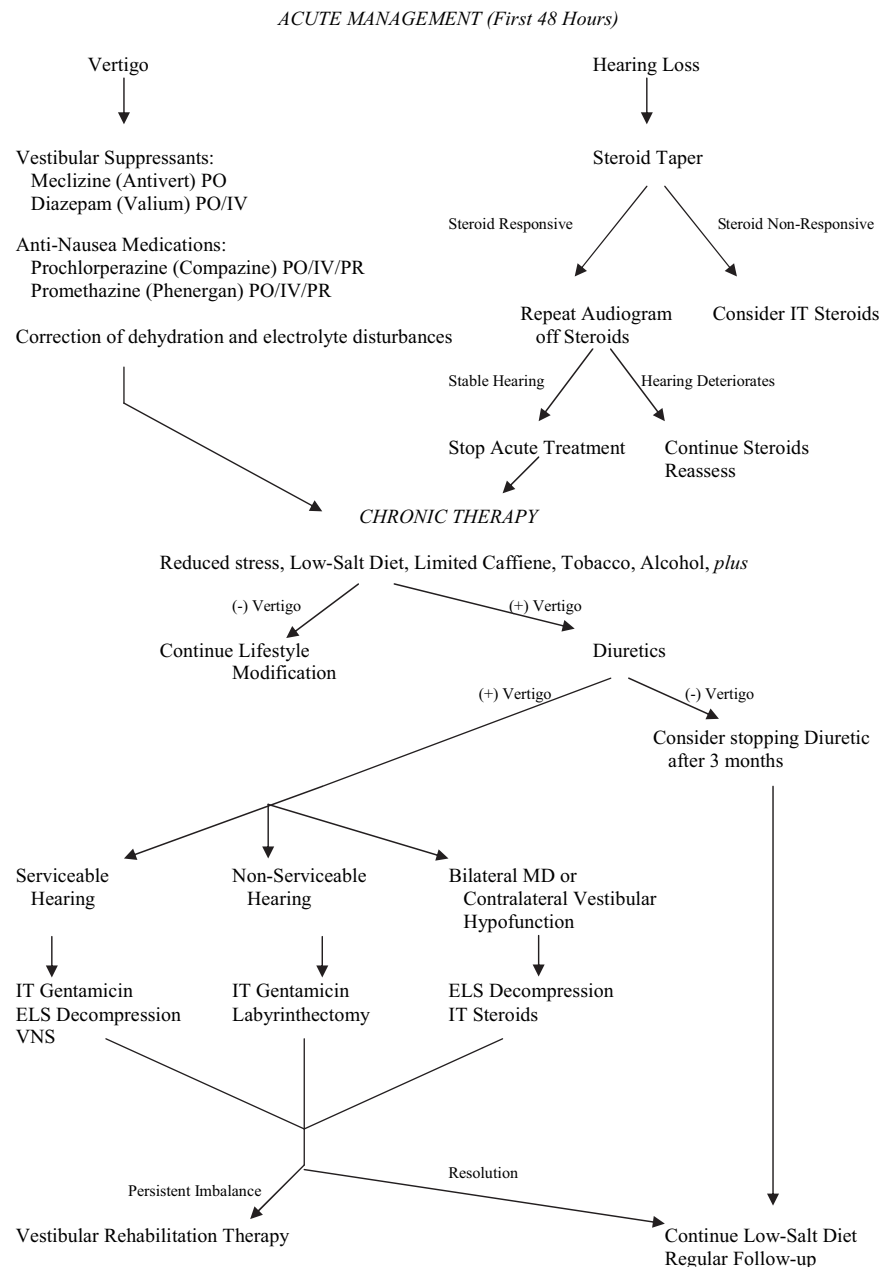 ACUTE MANAGEMENT (First 48 Hours)
Vertigo
Hearing Loss
Vestibular Suppressants:
Meclizine (Antivert) PO
Diazepam (Valium) PO/IV
Steroid Taper
Steroid Responsive
Steroid Non-Responsive
Anti-Nausea Medications:
Prochlorperazine (Compazine) PO/IV/PR
Promethazine (Phenergan) PO/IV/PR
Correction of dehydration and electrolyte disturbances
Repeat Audiogram
off Steroids
Consider IT Steroids
Stable Hearing
Hearing Deteriorates
Stop Acute Treatment
Continue Steroids
Reassess
CHRONIC THERAPY
Reduced stress, Low-Salt Diet, Limited Caffiene, Tobacco, Alcohol, plus
(-) Vertigo
(+) Vertigo
Continue Lifestyle
Modification
Diuretics
(+) Vertigo
(-) Vertigo
Consider stopping Diuretic
after 3 months
Serviceable
Hearing
Non-Serviceable
Hearing
Bilateral MD or
Contralateral Vestibular
Hypofunction
IT Gentamicin
ELS Decompression
VNS
IT Gentamicin
Labyrinthectomy
ELS Decompression
IT Steroids
Persistent Imbalance
Resolution
Vestibular Rehabilitation Therapy
Continue Low-Salt Diet
Regular Follow-up